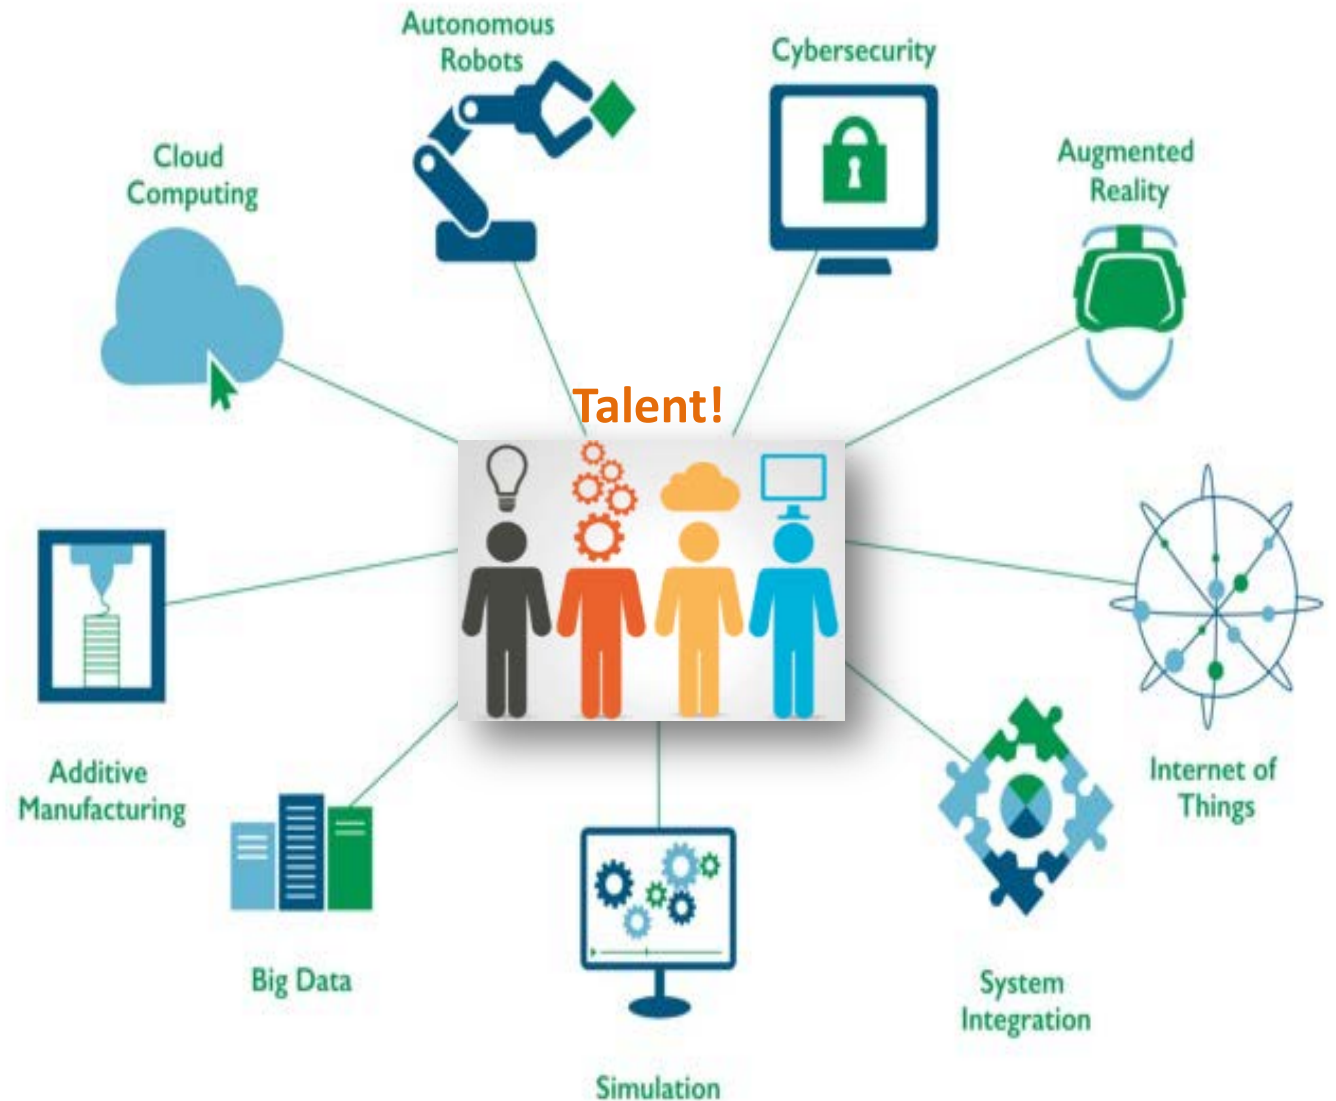 Autonomous
Robots
Cybersecurity
Cloud
Computing
Augmented
Reality
Talent!
Additive
Manufacturing
Internet of
Things
Big Data
System
Integration
Simulation